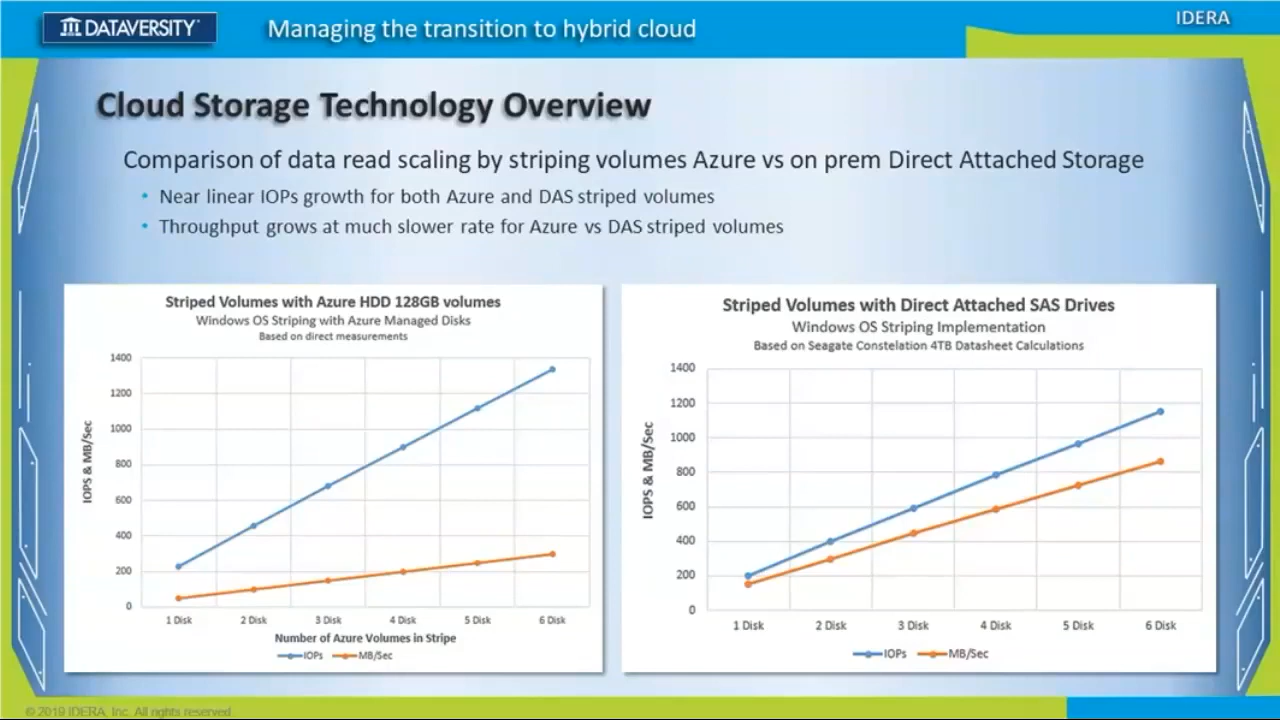 DATAVERSITY
Managing the transition to hybrid cloud
IDERA
Cloud Storage Technology Overview
Comparison of data read scaling by striping volumes Azure vs on prem Direct Attached Storage
• Near linear IOPs growth for both Azure and DAS striped volumes
• Throughput grows at much slower rate for Azure vs DAS striped volumes
Striped Volumes with Azure HDD 128GB volumes
Windows OS Striping with Azure Managed Disks
Based on direct measurements
IOPS & MB/Sec
1400
1200
1000
800
600
400
200
0
1 Disk 2 Disk 3 Disk 4 Disk 5 Disk 6 Disk
Number of Azure Volumes in Stripe
IOPs MB/Sec
Striped Volumes with Direct Attached SAS Drives
Windows OS Striping Implementation
Based on Seagate Constelation 4TB Datasheet Calculations
IOPS & MB/Sec
1400
1200
1000
800
600
400
200
0
1 Disk 2 Disk 3 Disk 4 Disk 5 Disk 6 Disk
IOPs MB/Sec
© 2019 IDERA, Inc. All rights reserved.